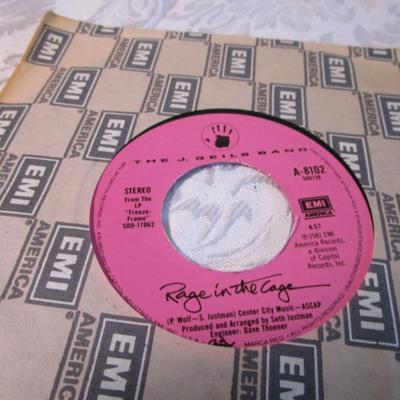 EMI
AMERICA
THE J. GEILS BAND
STEREO
From The
LP
"Freeze-
Frame"
SOO-17062
A-8102
EMI
AMERICA
4:57
℗ 1981 EMI
America Records,
a division
of Capitol
Records, Inc.
Rage in the Cage
(P. Wolf—S. Justman) Center City Music—ASCAP
Produced and Arranged by Seth Justman
Engineer: Dave Thoener
MARCA REG.